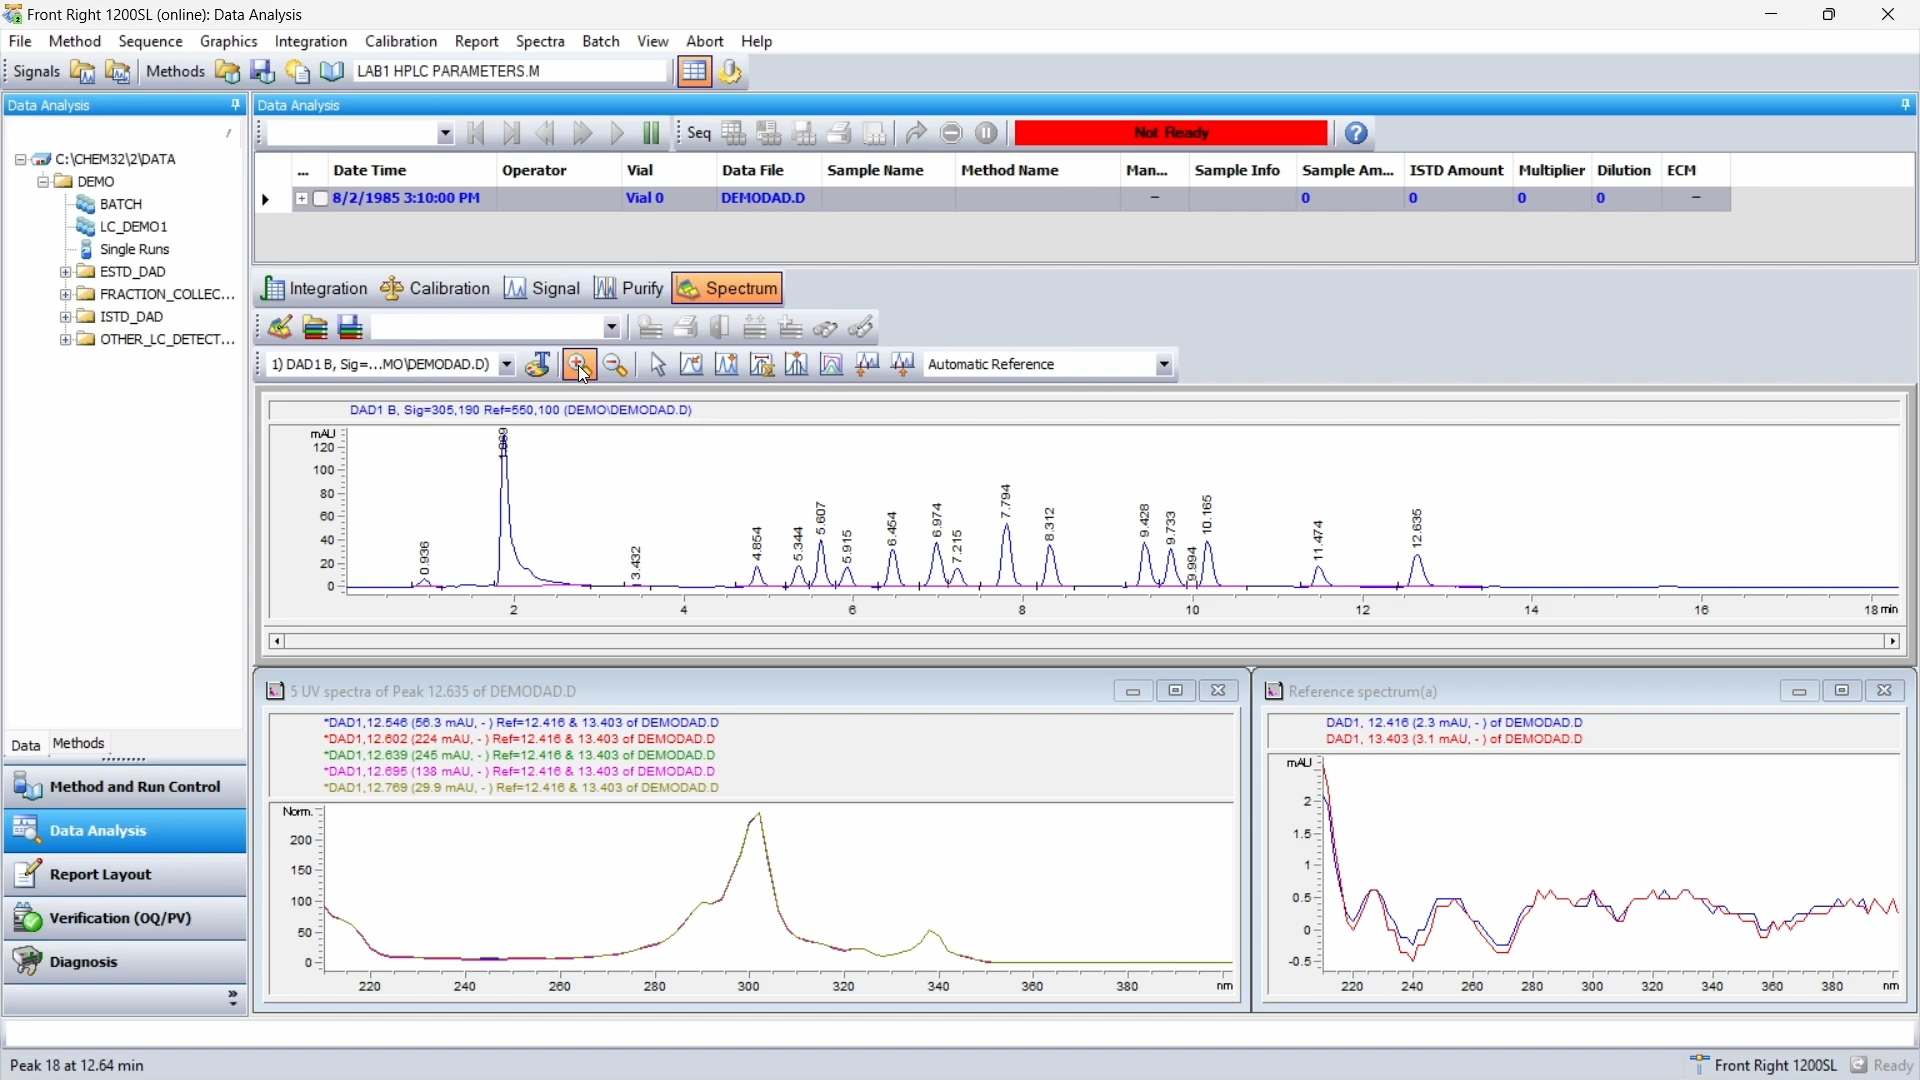 Front Right 1200SL (online): Data Analysis
File Method Sequence Graphics Integration Calibration Report Spectra Batch View Abort Help
Signals Methods LAB1 HPLC PARAMETERS.M
Data Analysis
C:\CHEM32\2\DATA
DEMO
BATCH
LC_DEMO1
Single Runs
ESTD_DAD
FRACTION_COLLEC...
ISTD_DAD
OTHER_LC_DETECT...
Data Methods
Method and Run Control
Data Analysis
Report Layout
Verification (OQ/PV)
Diagnosis
Data Analysis
Seq Not Ready
... Date Time Operator Vial Data File Sample Name Method Name Man... Sample Info Sample Am... ISTD Amount Multiplier Dilution ECM
8/2/1985 3:10:00 PM Vial 0 DEMODAD.D - 0 0 0 0 -
Integration Calibration Signal Purify Spectrum
1) DAD1 B, Sig=...MO\DEMODAD.D) Automatic Reference
DAD1 B, Sig=305,190 Ref=550,100 (DEMO\DEMODAD.D)
mAU
120
100
80
60
40
20
0
0.936
1.869
3.432
4.854
5.344
5.607
5.915
6.454
6.974
7.215
7.794
8.312
9.428
9.733
9.994
10.165
11.474
12.635
2 4 6 8 10 12 14 16 18 min
5 UV spectra of Peak 12.635 of DEMODAD.D
*DAD1,12.546 (56.3 mAU, - ) Ref=12.416 & 13.403 of DEMODAD.D
*DAD1,12.602 (224 mAU, - ) Ref=12.416 & 13.403 of DEMODAD.D
*DAD1,12.639 (245 mAU, - ) Ref=12.416 & 13.403 of DEMODAD.D
*DAD1,12.695 (138 mAU, - ) Ref=12.416 & 13.403 of DEMODAD.D
*DAD1,12.769 (29.9 mAU, - ) Ref=12.416 & 13.403 of DEMODAD.D
Norm.
200
150
100
50
0
220 240 260 280 300 320 340 360 380 nm
Reference spectrum(a)
DAD1, 12.416 (2.3 mAU, - ) of DEMODAD.D
DAD1, 13.403 (3.1 mAU, - ) of DEMODAD.D
mAU
2
1.5
1
0.5
0
-0.5
220 240 260 280 300 320 340 360 380 nm
Peak 18 at 12.64 min Front Right 1200SL Ready